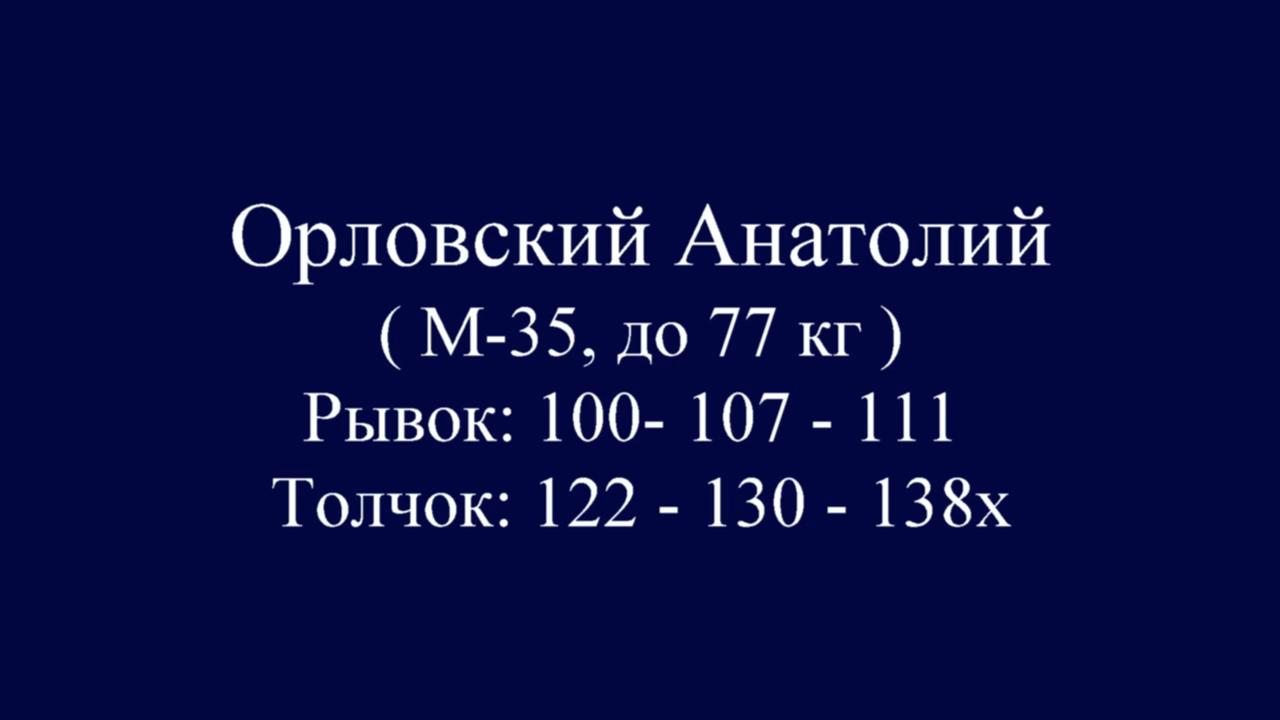 Орловский Анатолий
( М-35, до 77 кг )
Рывок: 100- 107 - 111
Толчок: 122 - 130 - 138х